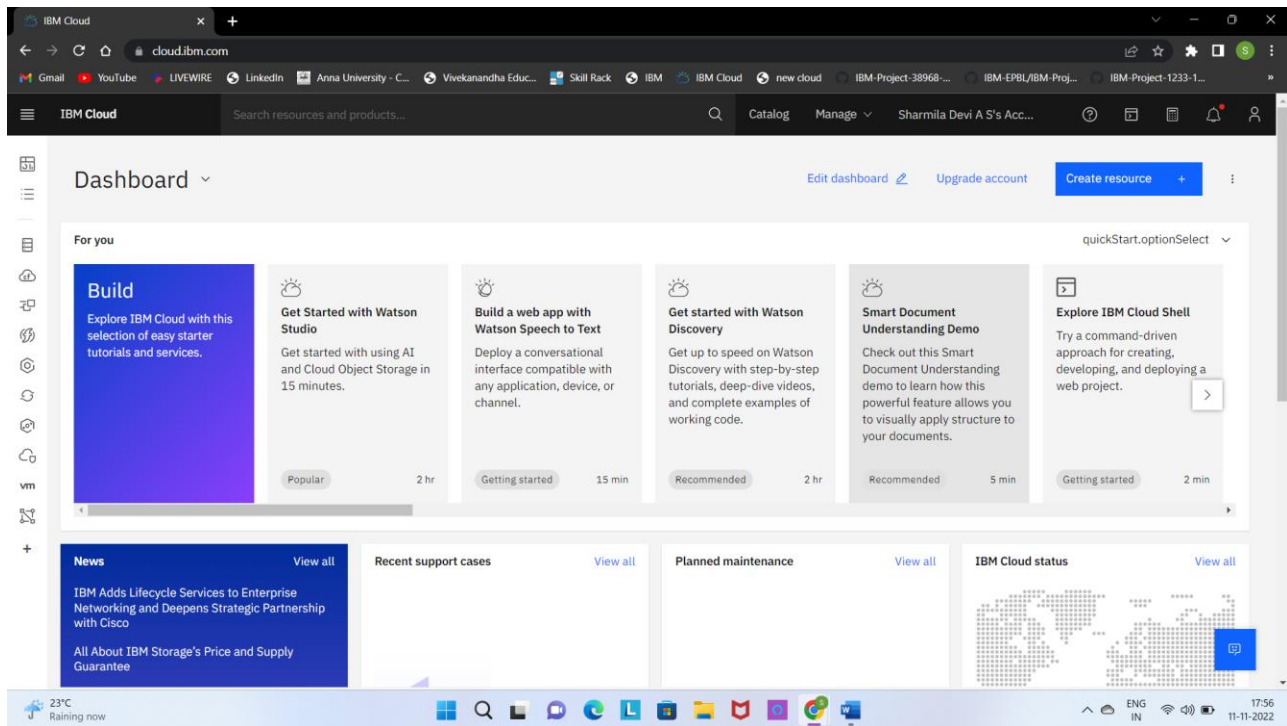 IBM Cloud
cloud.ibm.com
S
Gmail YouTube LIVEWIRE LinkedIn Anna University - C... Vivekanandha Educ... Skill Rack IBM IBM Cloud new cloud IBM-Project-38968-... IBM-EPBL/IBM-Proj... IBM-Project-1233-1... »
IBM Cloud Search resources and products... Catalog Manage Sharmila Devi A S's Acc...
Dashboard Edit dashboard Upgrade account Create resource +
For you quickStart.optionSelect
Build
Explore IBM Cloud with this
selection of easy starter
tutorials and services.
Get Started with Watson
Studio
Get started with using AI
and Cloud Object Storage in
15 minutes.
Popular 2 hr
Build a web app with
Watson Speech to Text
Deploy a conversational
interface compatible with
any application, device, or
channel.
Getting started 15 min
Get started with Watson
Discovery
Get up to speed on Watson
Discovery with step-by-step
tutorials, deep-dive videos,
and complete examples of
working code.
Recommended 2 hr
Smart Document
Understanding Demo
Check out this Smart
Document Understanding
demo to learn how this
powerful feature allows you
to visually apply structure to
your documents.
Recommended 5 min
Explore IBM Cloud Shell
Try a command-driven
approach for creating,
developing, and deploying a
web project.
Getting started 2 min
vm
News View all
IBM Adds Lifecycle Services to Enterprise
Networking and Deepens Strategic Partnership
with Cisco
All About IBM Storage's Price and Supply
Guarantee
Recent support cases View all
Planned maintenance View all
IBM Cloud status View all
23°C
Raining now
L
W
ENG
IN
17:56
11-11-2022